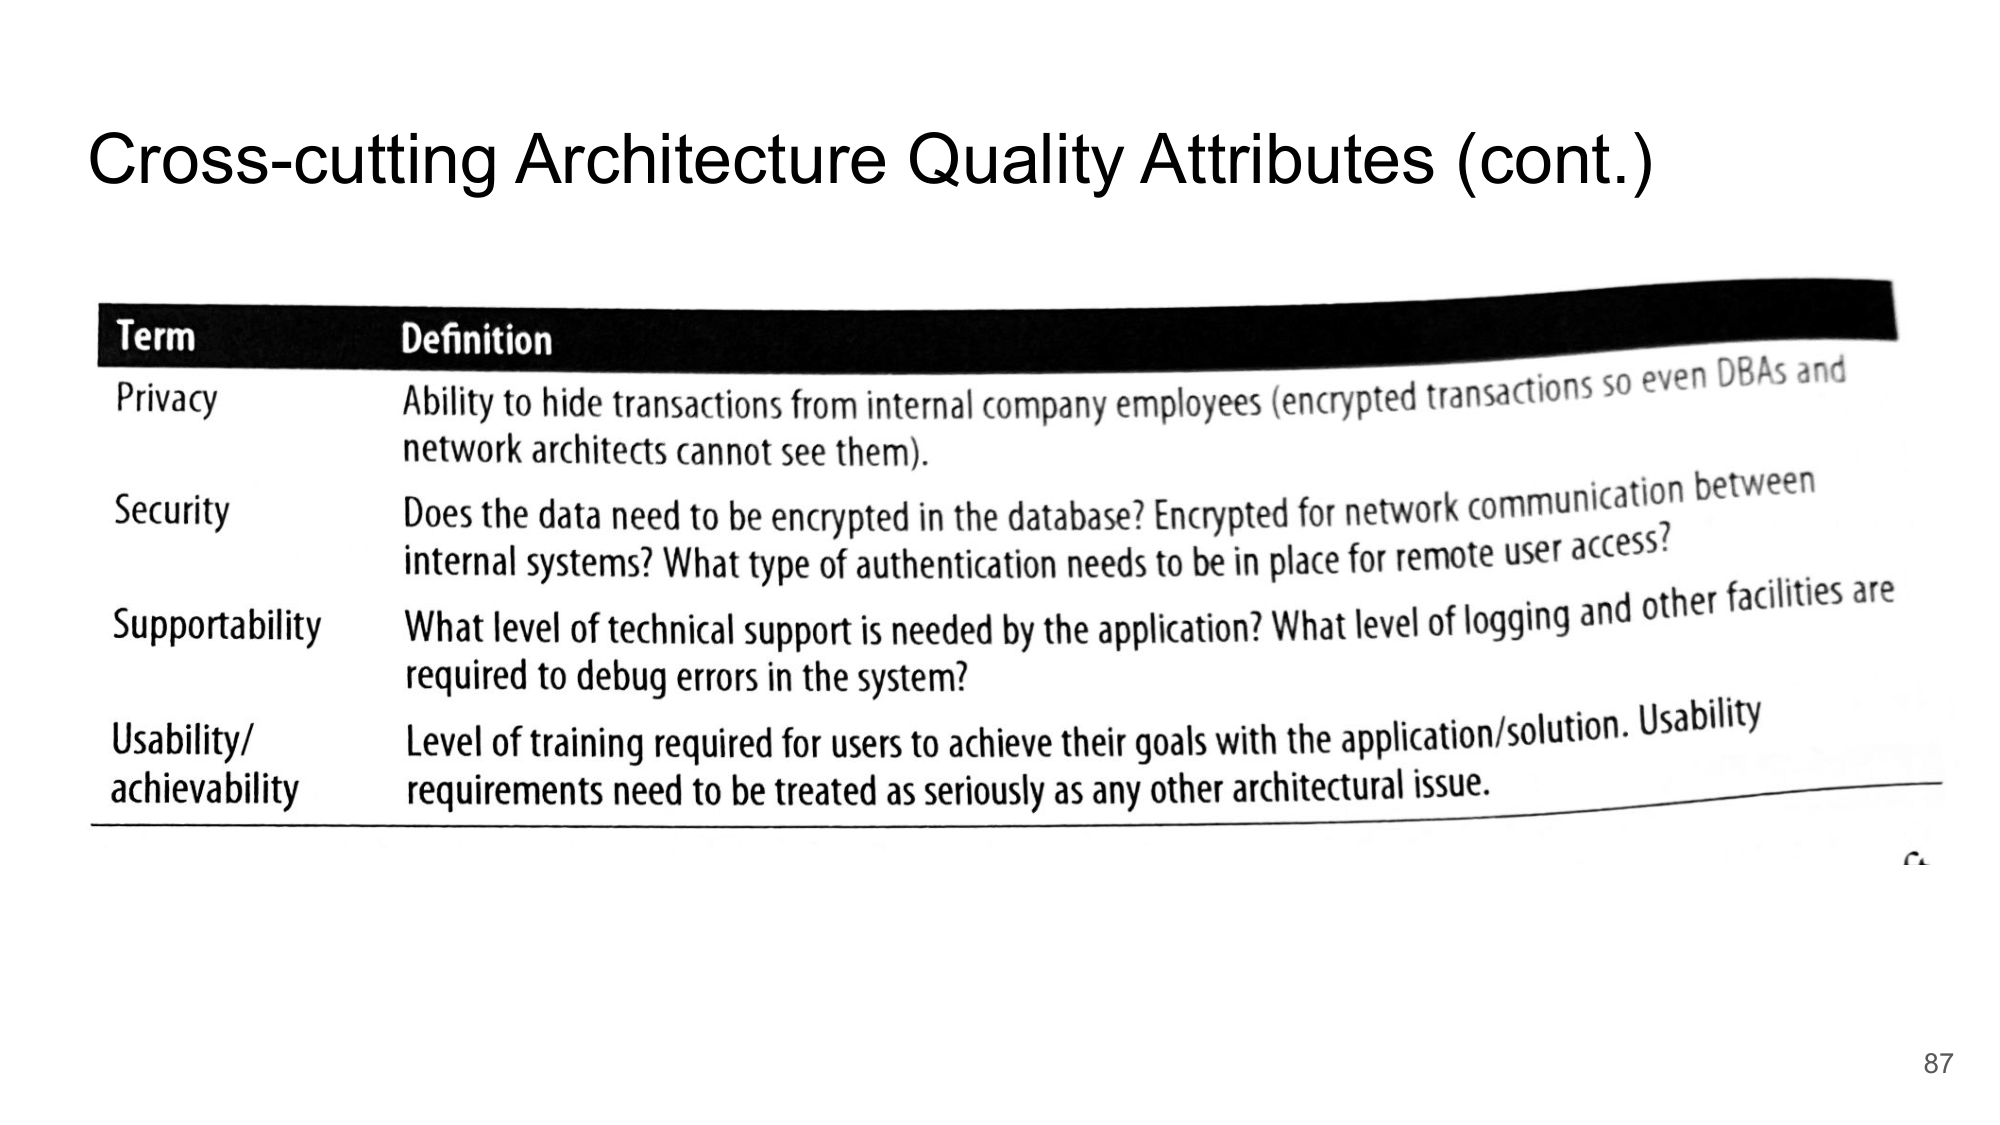 Cross-cutting Architecture Quality Attributes (cont.)
Term Definition
Privacy Ability to hide transactions from internal company employees (encrypted transactions so even DBAs and
network architects cannot see them).
Security Does the data need to be encrypted in the database? Encrypted for network communication between
internal systems? What type of authentication needs to be in place for remote user access?
Supportability What level of technical support is needed by the application? What level of logging and other facilities are
required to debug errors in the system?
Usability/ Level of training required for users to achieve their goals with the application/solution. Usability
achievability requirements need to be treated as seriously as any other architectural issue.
87